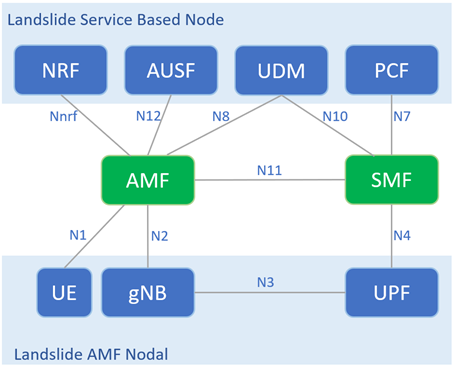 Landslide Service Based Node
NRF
AUSF
UDM
PCF
Nnrf
N12
N8
N10
N7
AMF
N11
SMF
N1
N2
N4
UE
gNB
N3
UPF
Landslide AMF Nodal